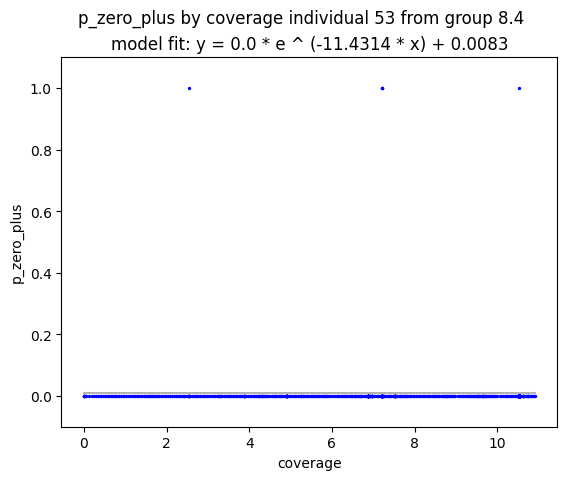 p_zero_plus by coverage individual 53 from group 8.4
model fit: y = 0.0 * e ^ (-11.4314 * x) + 0.0083
1.0
0.8
0.6
0.4
0.2
0.0
p_zero_plus
0 2 4 6 8 10
coverage